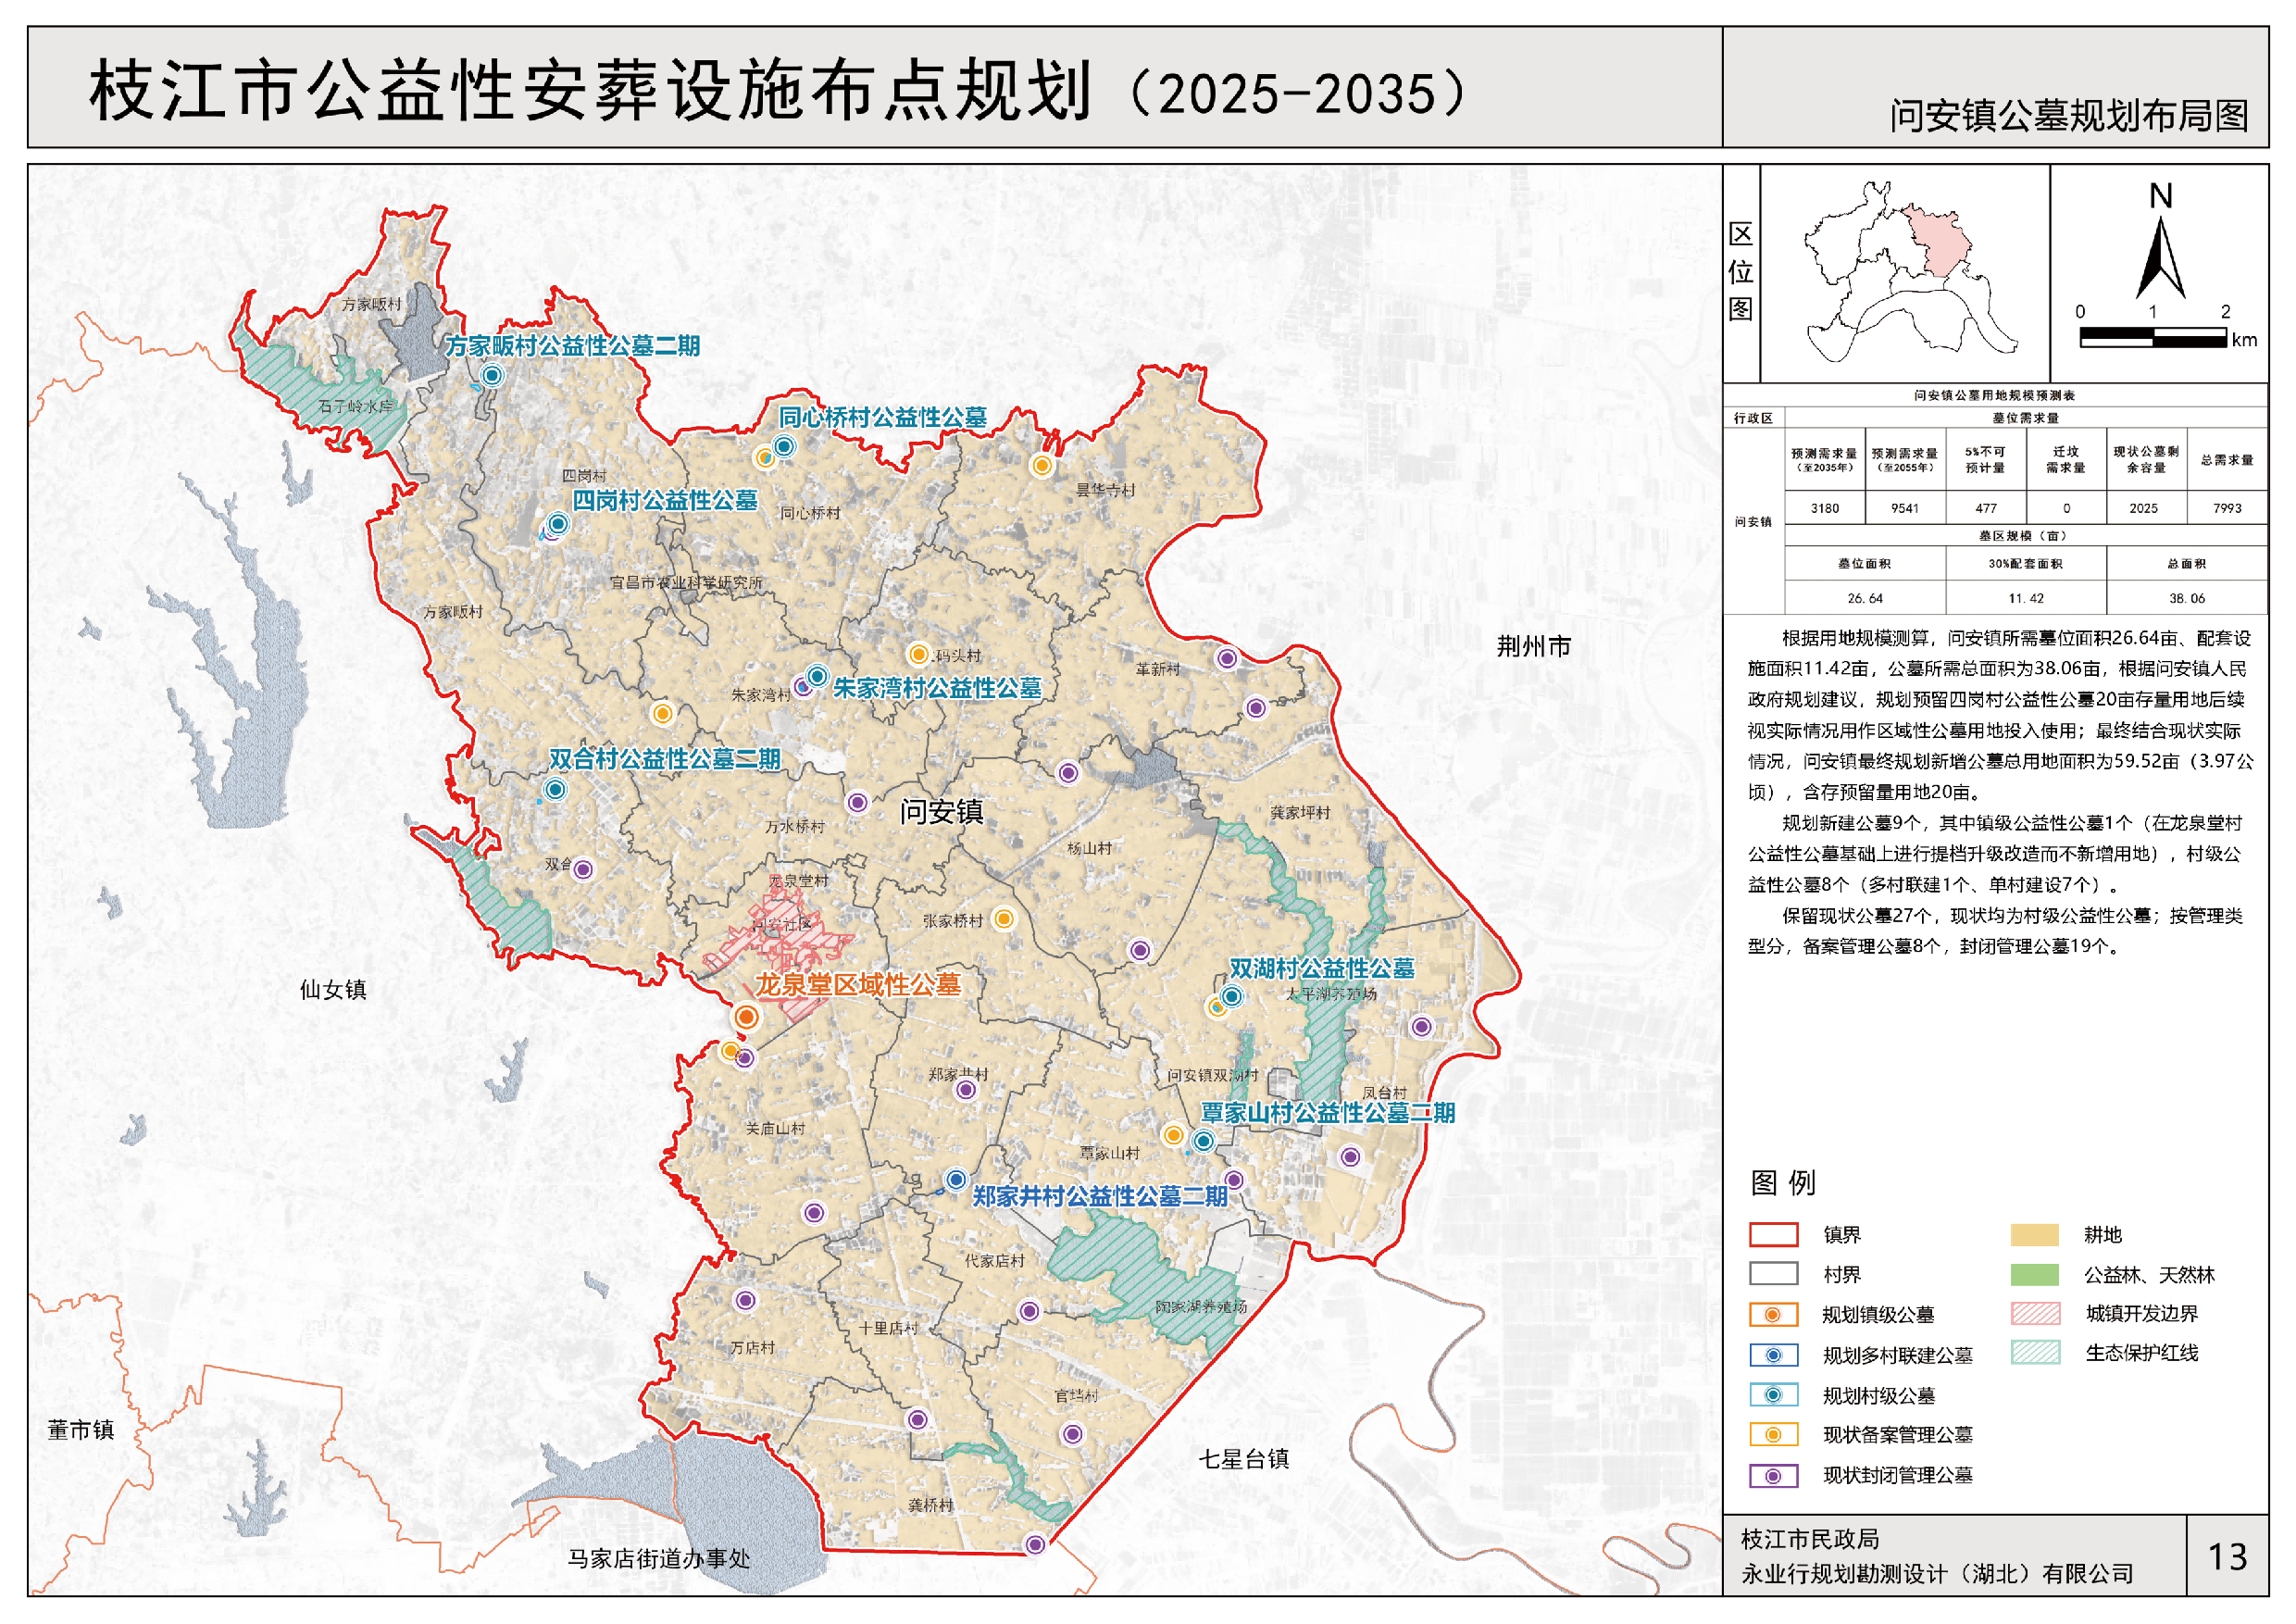 枝江市公益性安葬设施布点规划（2025-2035）
问安镇公墓规划布局图
方家畈村
方家畈村公益性公墓二期
石子岭水库
同心桥村公益性公墓
四岗村
四岗村公益性公墓
同心桥村
昙华寺村
宜昌市农业科学研究所
方家畈村
码头村
革新村
荆州市
朱家湾村
朱家湾村公益性公墓
双合村公益性公墓二期
问安镇
万水桥村
龚家坪村
杨山村
双合
龙泉堂村
问安社区
张家桥村
双湖村公益性公墓
太平湖养殖场
龙泉堂区域性公墓
仙女镇
郑家井村
问安镇双湖村
凤台村
覃家山村公益性公墓二期
关庙山村
覃家山村
郑家井村公益性公墓二期
代家店村
陶家湖养殖场
十里店村
万店村
官垱村
董市镇
七星台镇
龚桥村
马家店街道办事处
区位图
N
0 1 2
km
问安镇公墓用地规模预测表
行政区 墓位需求量
预测需求量（至2035年） 预测需求量（至2055年） 5%不可预计量 迁坟需求量 现状公墓剩余容量 总需求量
问安镇 3180 9541 477 0 2025 7993
墓区规模（亩）
墓位面积 30%配套面积 总面积
26.64 11.42 38.06
根据用地规模测算，问安镇所需墓位面积26.64亩、配套设
施面积11.42亩，公墓所需总面积为38.06亩，根据问安镇人民
政府规划建议，规划预留四岗村公益性公墓20亩存量用地后续
视实际情况用作区域性公墓用地投入使用；最终结合现状实际
情况，问安镇最终规划新增公墓总用地面积为59.52亩（3.97公
顷），含存预留量用地20亩。
规划新建公墓9个，其中镇级公益性公墓1个（在龙泉堂村
公益性公墓基础上进行提档升级改造而不新增用地），村级公
益性公墓8个（多村联建1个、单村建设7个）。
保留现状公墓27个，现状均为村级公益性公墓；按管理类
型分，备案管理公墓8个，封闭管理公墓19个。
图例
镇界
村界
规划镇级公墓
规划多村联建公墓
规划村级公墓
现状备案管理公墓
现状封闭管理公墓
耕地
公益林、天然林
城镇开发边界
生态保护红线
枝江市民政局
永业行规划勘测设计（湖北）有限公司
13